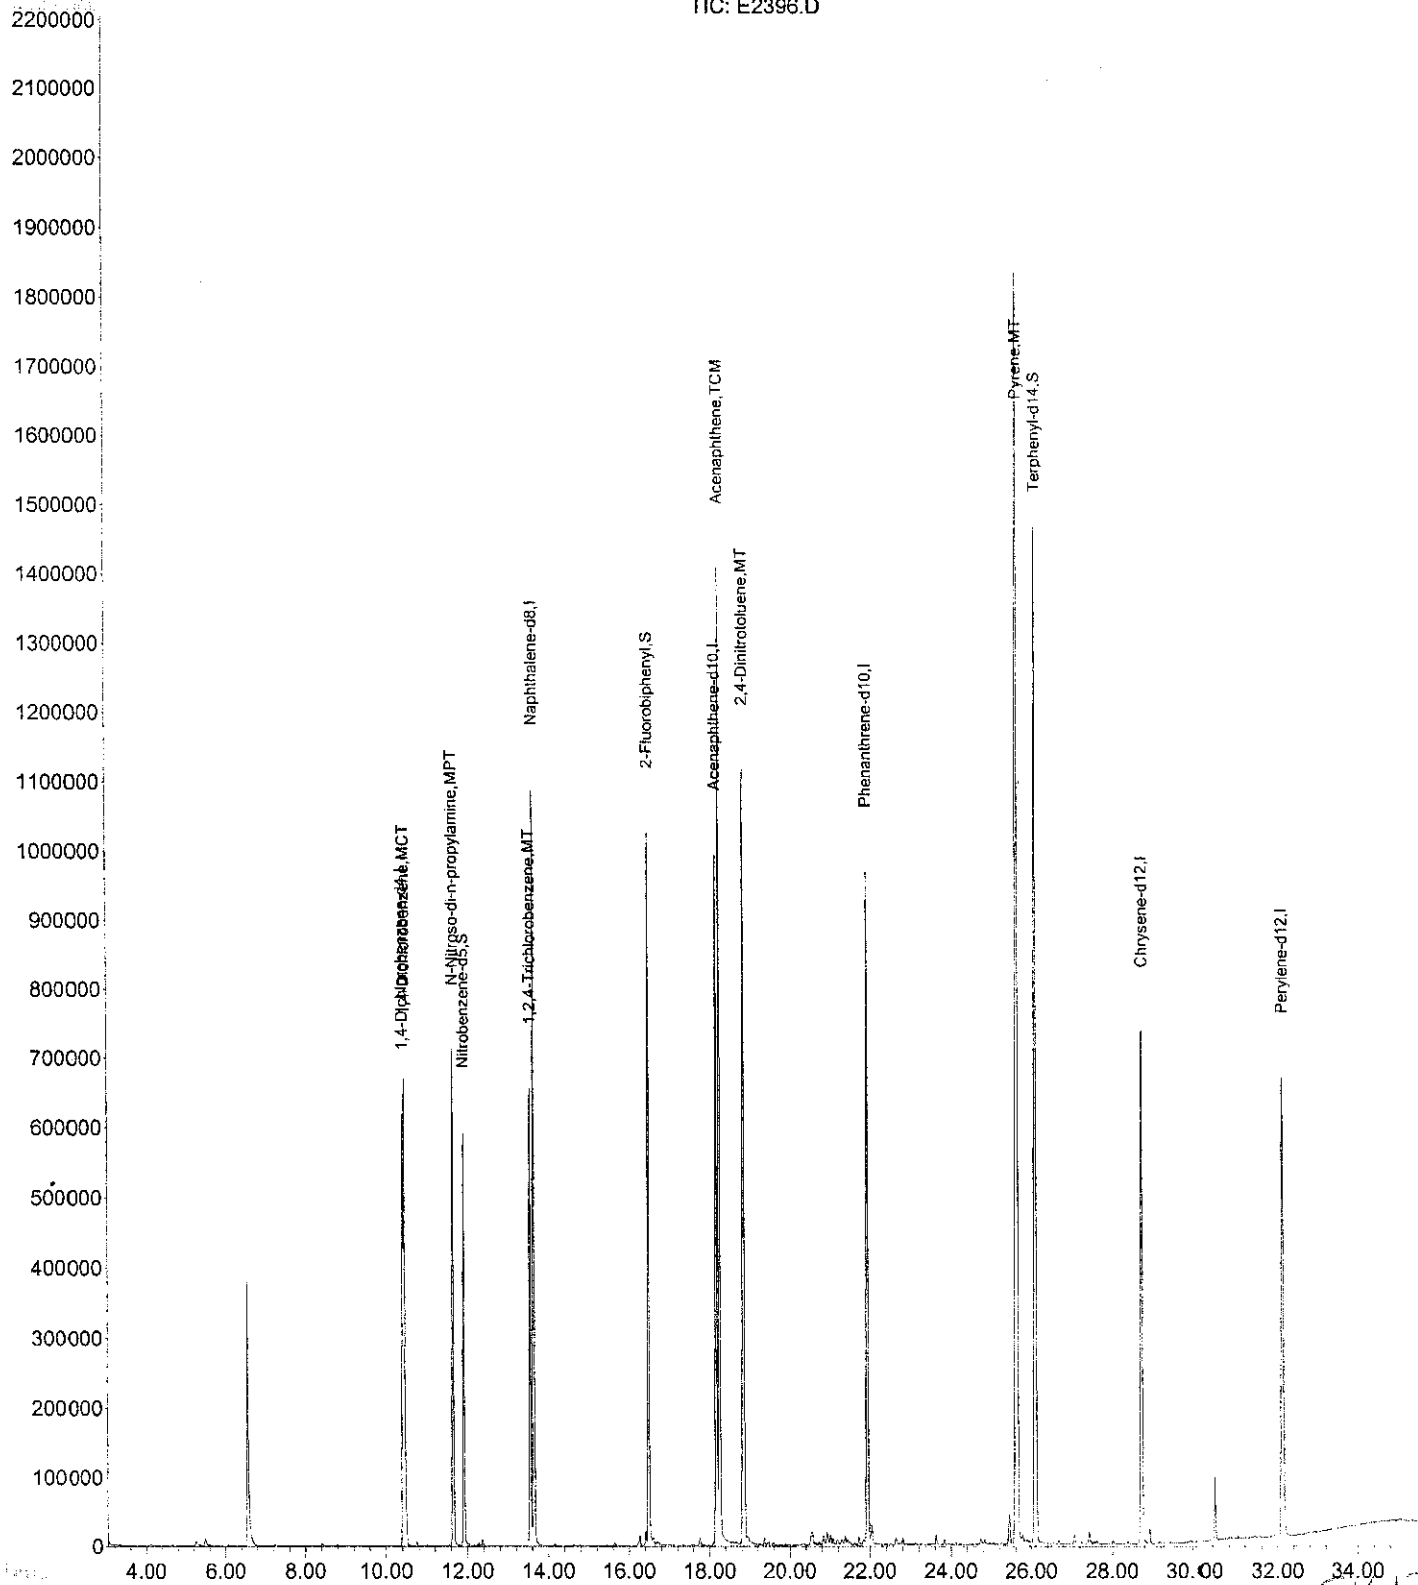 TIC: E2396.D
2200000
2100000
2000000
1900000
1800000
1700000
1600000
1500000
1400000
1300000
1200000
1100000
1000000
900000
800000
700000
600000
500000
400000
300000
200000
100000
0
1,4-Dichlorobenzene,MCT
N-Nitroso-di-n-propylamine,MPT
Nitrobenzene-d5,S
1,2,4-Trichlorobenzene,MT
Naphthalene-d8,I
2-Fluorobiphenyl,S
Acenaphthene-d10,I
Acenaphthene,TCM
2,4-Dinitrotoluene,MT
Phenanthrene-d10,I
Pyrene,MT
Terphenyl-d14,S
Chrysene-d12,I
Perylene-d12,I
4.00 6.00 8.00 10.00 12.00 14.00 16.00 18.00 20.00 22.00 24.00 26.00 28.00 30.00 32.00 34.00